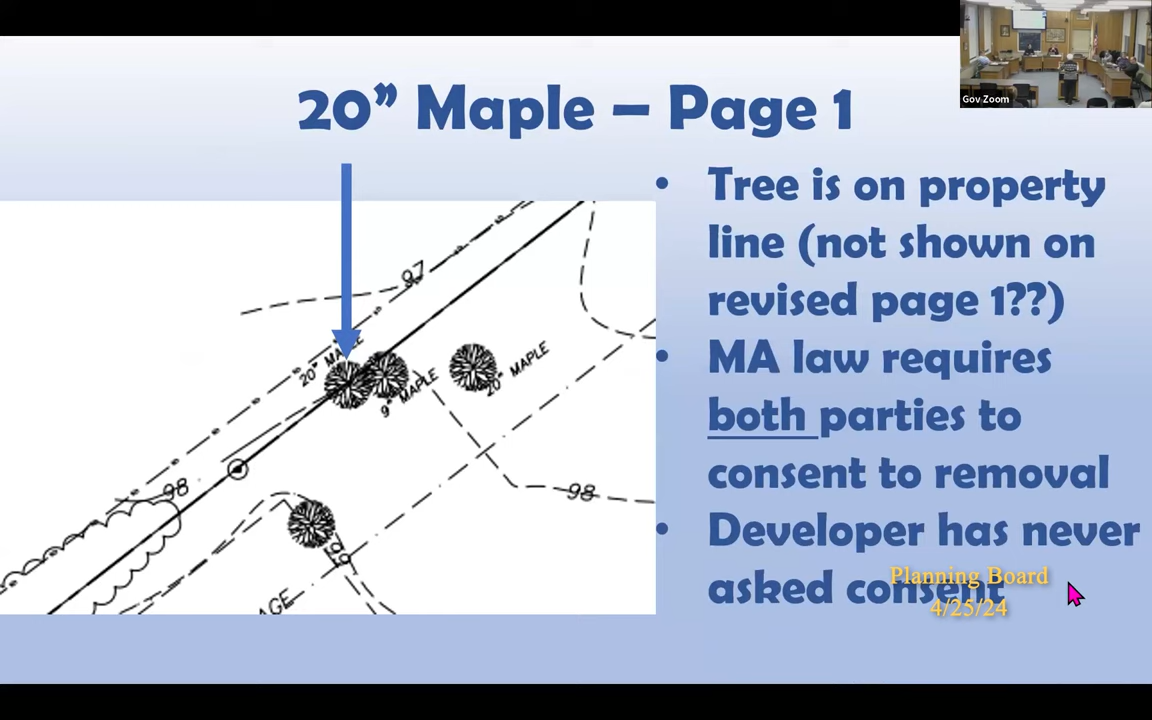 Gov Zoom
20” Maple – Page 1
• Tree is on property
line (not shown on
revised page 1??)
• MA law requires
both parties to
consent to removal
• Developer has never
asked consent
Planning Board
4/25/24
97
20" MAPLE
9" MAPLE
20" MAPLE
98
98
98
AGE